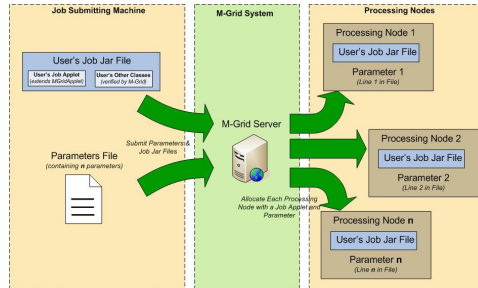 Job Submitting Machine
M-Grid System
Processing Nodes
User's Job Jar File
User's Job Applet
(extends MGridApplet)
User's Other Classes
(verified by M-Grid)
Submit Parameters &
Job Jar Files
Parameters File
(containing n parameters)
M-Grid Server
Allocate Each Processing
Node with a Job Applet and
Parameter
Processing Node 1
User's Job Jar File
Parameter 1
(Line 1 in File)
Processing Node 2
User's Job Jar File
Parameter 2
(Line 2 in File)
Processing Node n
User's Job Jar File
Parameter n
(Line n in File)